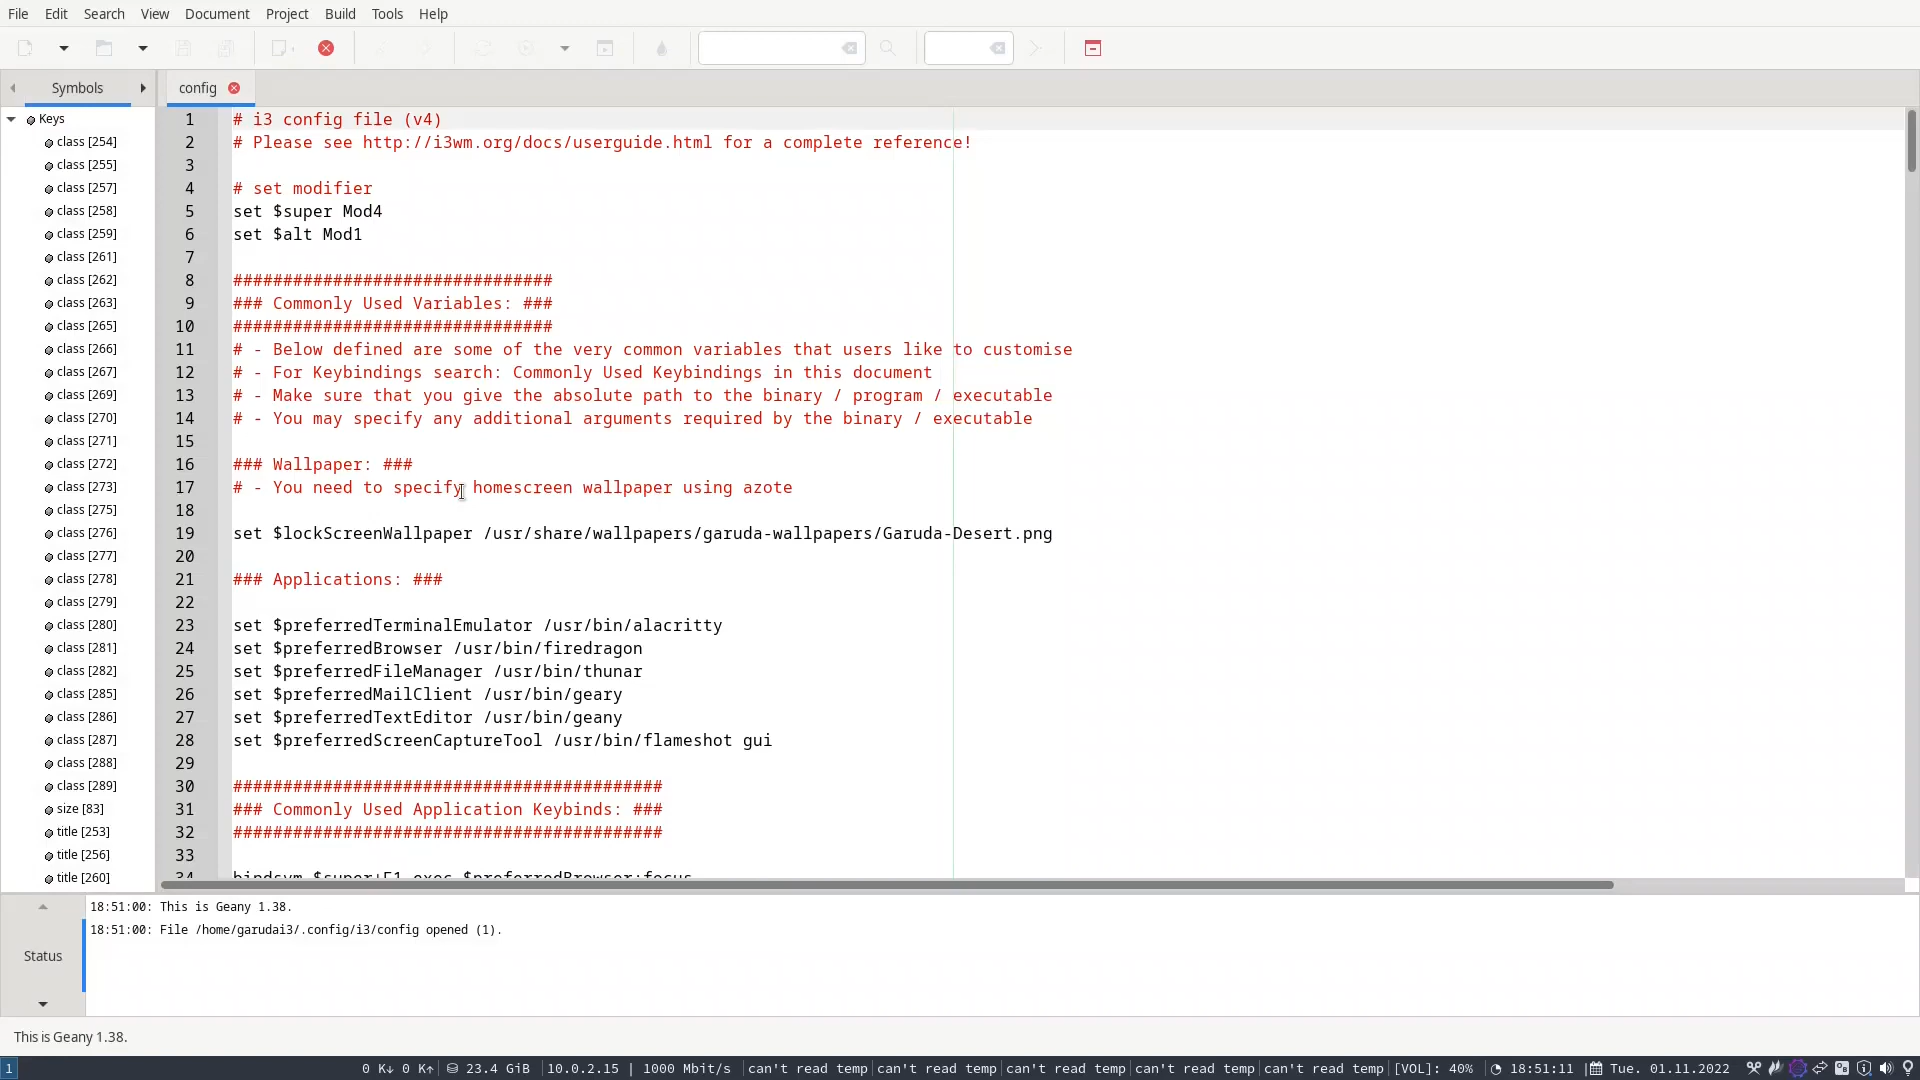 File Edit Search View Document Project Build Tools Help
Symbols
config
Keys
class [254]
class [255]
class [257]
class [258]
class [259]
class [261]
class [262]
class [263]
class [265]
class [266]
class [267]
class [269]
class [270]
class [271]
class [272]
class [273]
class [275]
class [276]
class [277]
class [278]
class [279]
class [280]
class [281]
class [282]
class [285]
class [286]
class [287]
class [288]
class [289]
size [83]
title [253]
title [256]
title [260]
1 # i3 config file (v4)
2 # Please see http://i3wm.org/docs/userguide.html for a complete reference!
3
4 # set modifier
5 set $super Mod4
6 set $alt Mod1
7
8 ################################
9 ### Commonly Used Variables: ###
10 ################################
11 # - Below defined are some of the very common variables that users like to customise
12 # - For Keybindings search: Commonly Used Keybindings in this document
13 # - Make sure that you give the absolute path to the binary / program / executable
14 # - You may specify any additional arguments required by the binary / executable
15
16 ### Wallpaper: ###
17 # - You need to specify homescreen wallpaper using azote
18
19 set $lockScreenWallpaper /usr/share/wallpapers/garuda-wallpapers/Garuda-Desert.png
20
21 ### Applications: ###
22
23 set $preferredTerminalEmulator /usr/bin/alacritty
24 set $preferredBrowser /usr/bin/firedragon
25 set $preferredFileManager /usr/bin/thunar
26 set $preferredMailClient /usr/bin/geary
27 set $preferredTextEditor /usr/bin/geany
28 set $preferredScreenCaptureTool /usr/bin/flameshot gui
29
30 ###########################################
31 ### Commonly Used Application Keybinds: ###
32 ###########################################
33
34 bindsym $super+F1 exec $preferredBrowser;focus
Status
18:51:00: This is Geany 1.38.
18:51:00: File /home/garudai3/.config/i3/config opened (1).
This is Geany 1.38.
1 0 K↓ 0 K↑ 23.4 GiB |10.0.2.15 | 1000 Mbit/s |can't read temp|can't read temp|can't read temp|can't read temp|can't read temp|[VOL]: 40% 18:51:11 | Tue. 01.11.2022